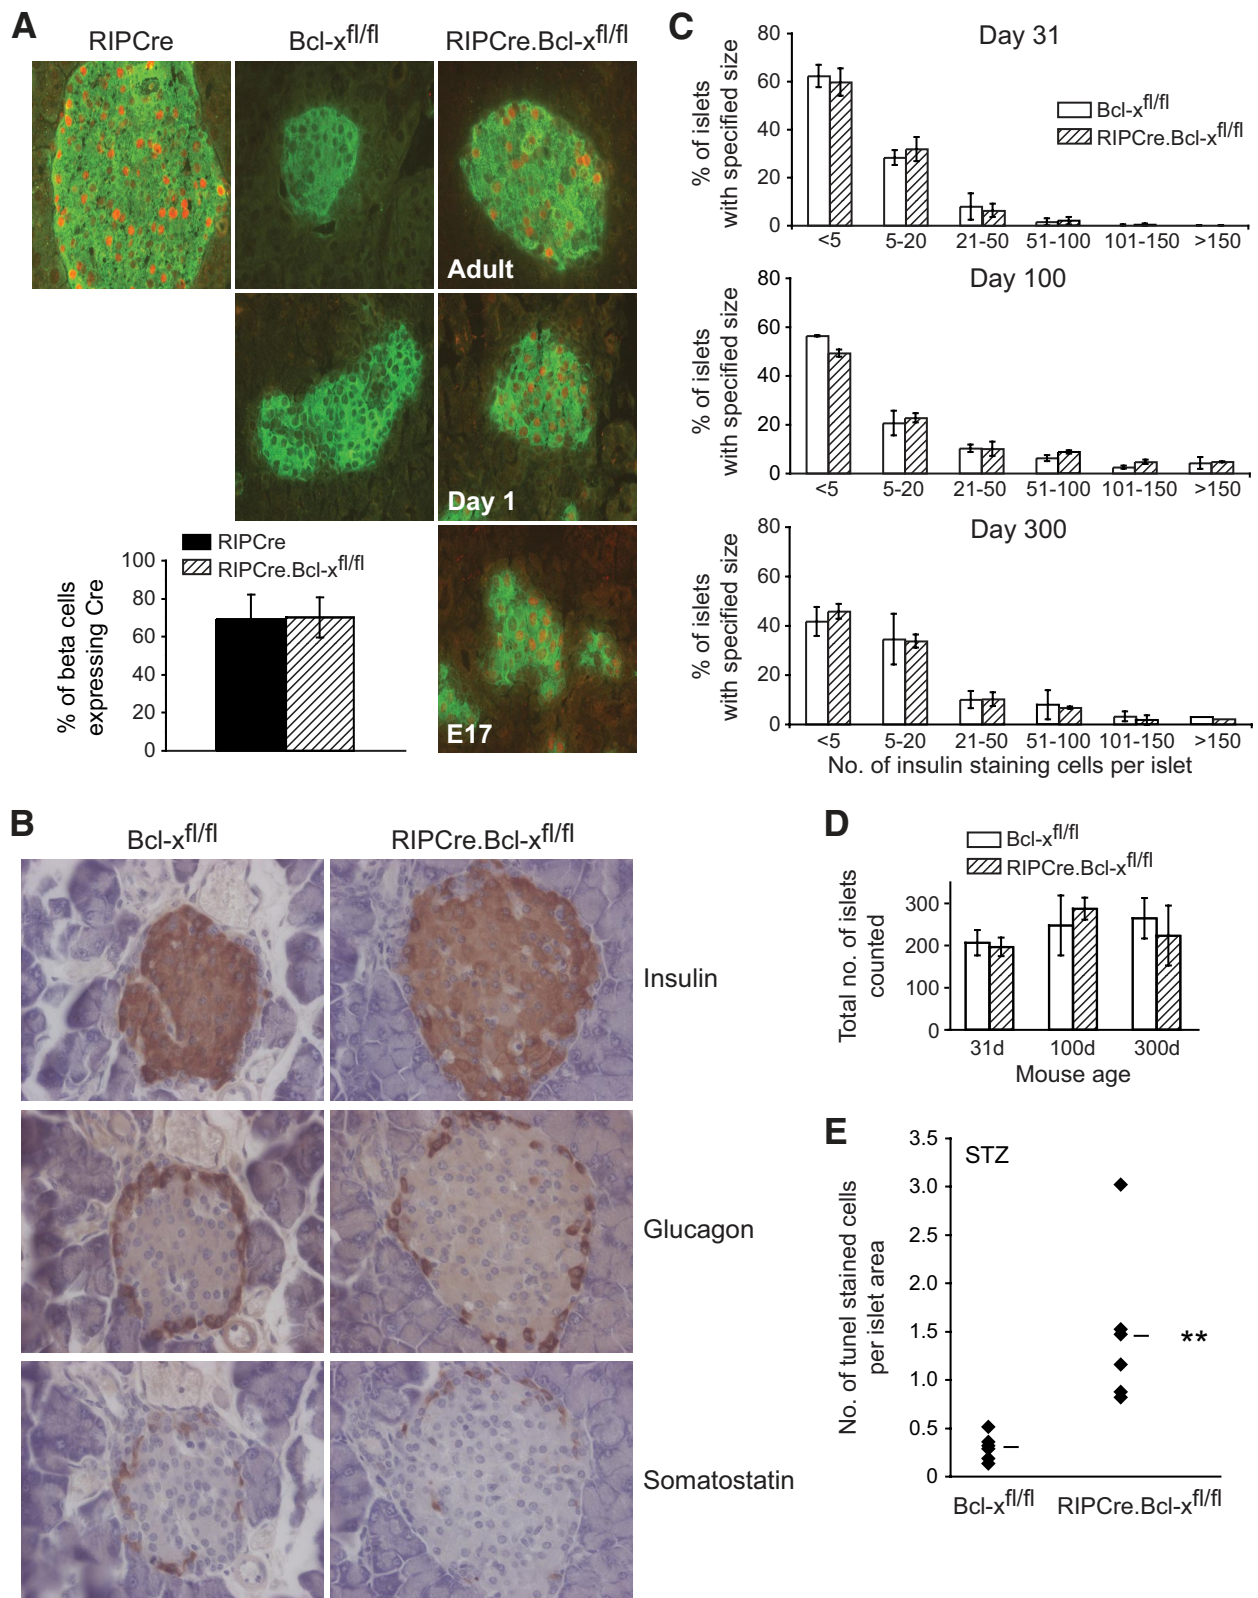 A
RIPCre
Bcl-xfl/fl
RIPCre.Bcl-xfl/fl
Adult
Day 1
E17
% of beta cells
expressing Cre
RIPCre
RIPCre.Bcl-xfl/fl
100
80
60
40
20
0
B
Bcl-xfl/fl
RIPCre.Bcl-xfl/fl
Insulin
Glucagon
Somatostatin
C
Day 31
% of islets
with specified size
80
60
40
20
0
Bcl-xfl/fl
RIPCre.Bcl-xfl/fl
<5 5-20 21-50 51-100 101-150 >150
Day 100
% of islets
with specified size
80
60
40
20
0
<5 5-20 21-50 51-100 101-150 >150
Day 300
% of islets
with specified size
80
60
40
20
0
<5 5-20 21-50 51-100 101-150 >150
No. of insulin staining cells per islet
D
Bcl-xfl/fl
RIPCre.Bcl-xfl/fl
Total no. of islets
counted
300
200
100
0
31d 100d 300d
Mouse age
E
STZ
No. of tunel stained cells
per islet area
3.5
3.0
2.5
2.0
1.5
1.0
0.5
0
**
Bcl-xfl/fl RIPCre.Bcl-xfl/fl